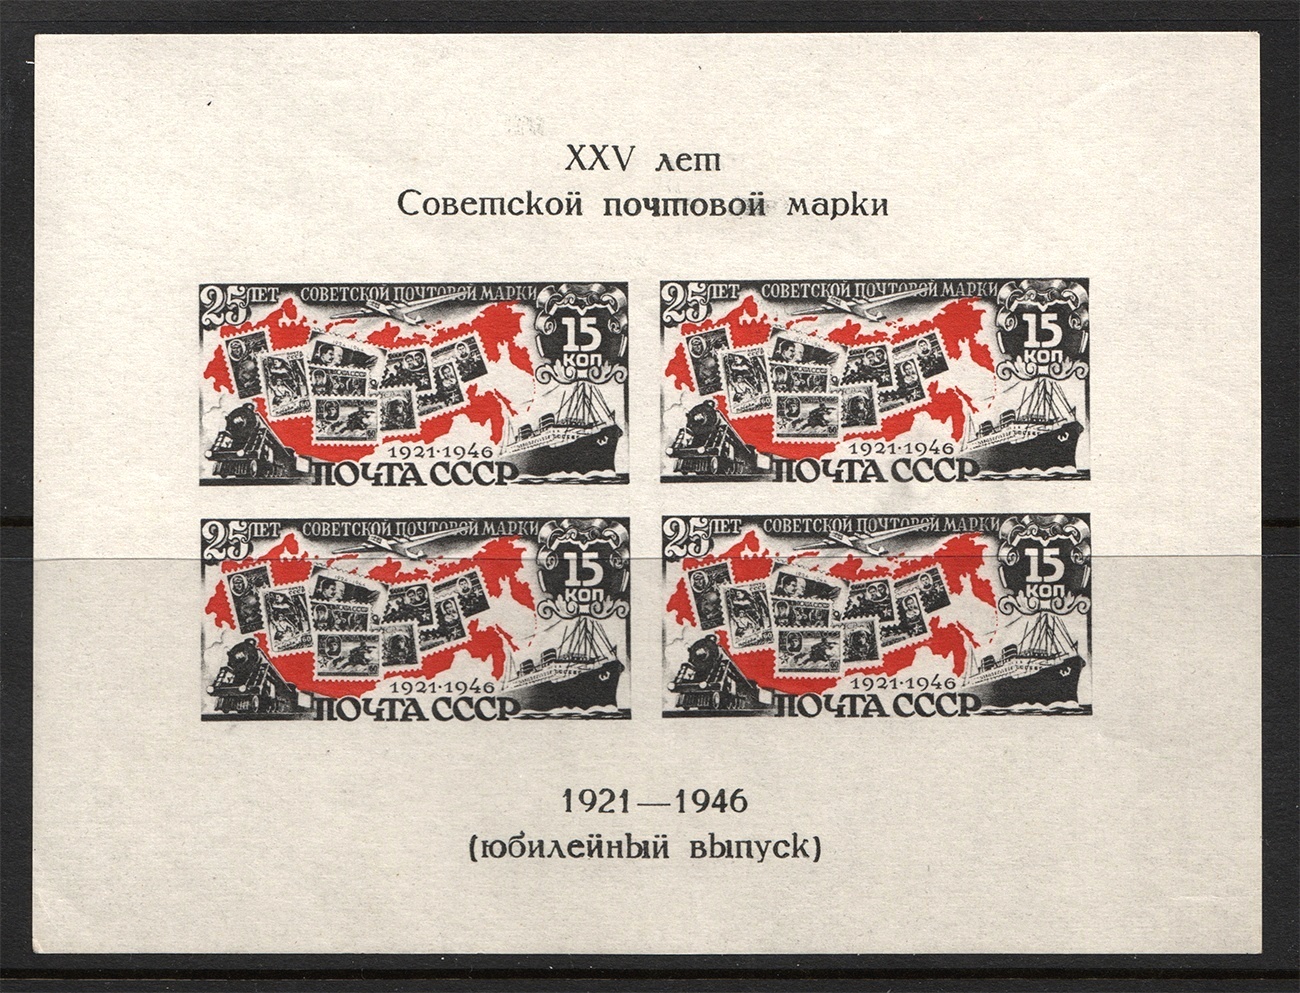 XXV лет
Советской почтовой марки
25 ЛЕТ СОВЕТСКОЙ ПОЧТОВОЙ МАРКИ
15
КОП
1921·1946
ПОЧТА СССР
25 ЛЕТ СОВЕТСКОЙ ПОЧТОВОЙ МАРКИ
15
КОП
1921·1946
ПОЧТА СССР
25 ЛЕТ СОВЕТСКОЙ ПОЧТОВОЙ МАРКИ
15
КОП
1921·1946
ПОЧТА СССР
25 ЛЕТ СОВЕТСКОЙ ПОЧТОВОЙ МАРКИ
15
КОП
1921·1946
ПОЧТА СССР
1921—1946
(юбилейный выпуск)